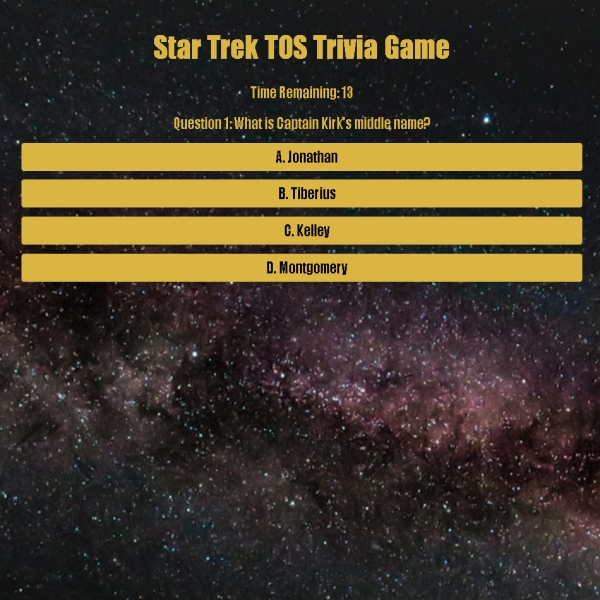 Star Trek TOS Trivia Game
Time Remaining: 13
Question 1: What is Captain Kirk's middle name?
A. Jonathan
B. Tiberius
C. Kelley
D. Montgomery